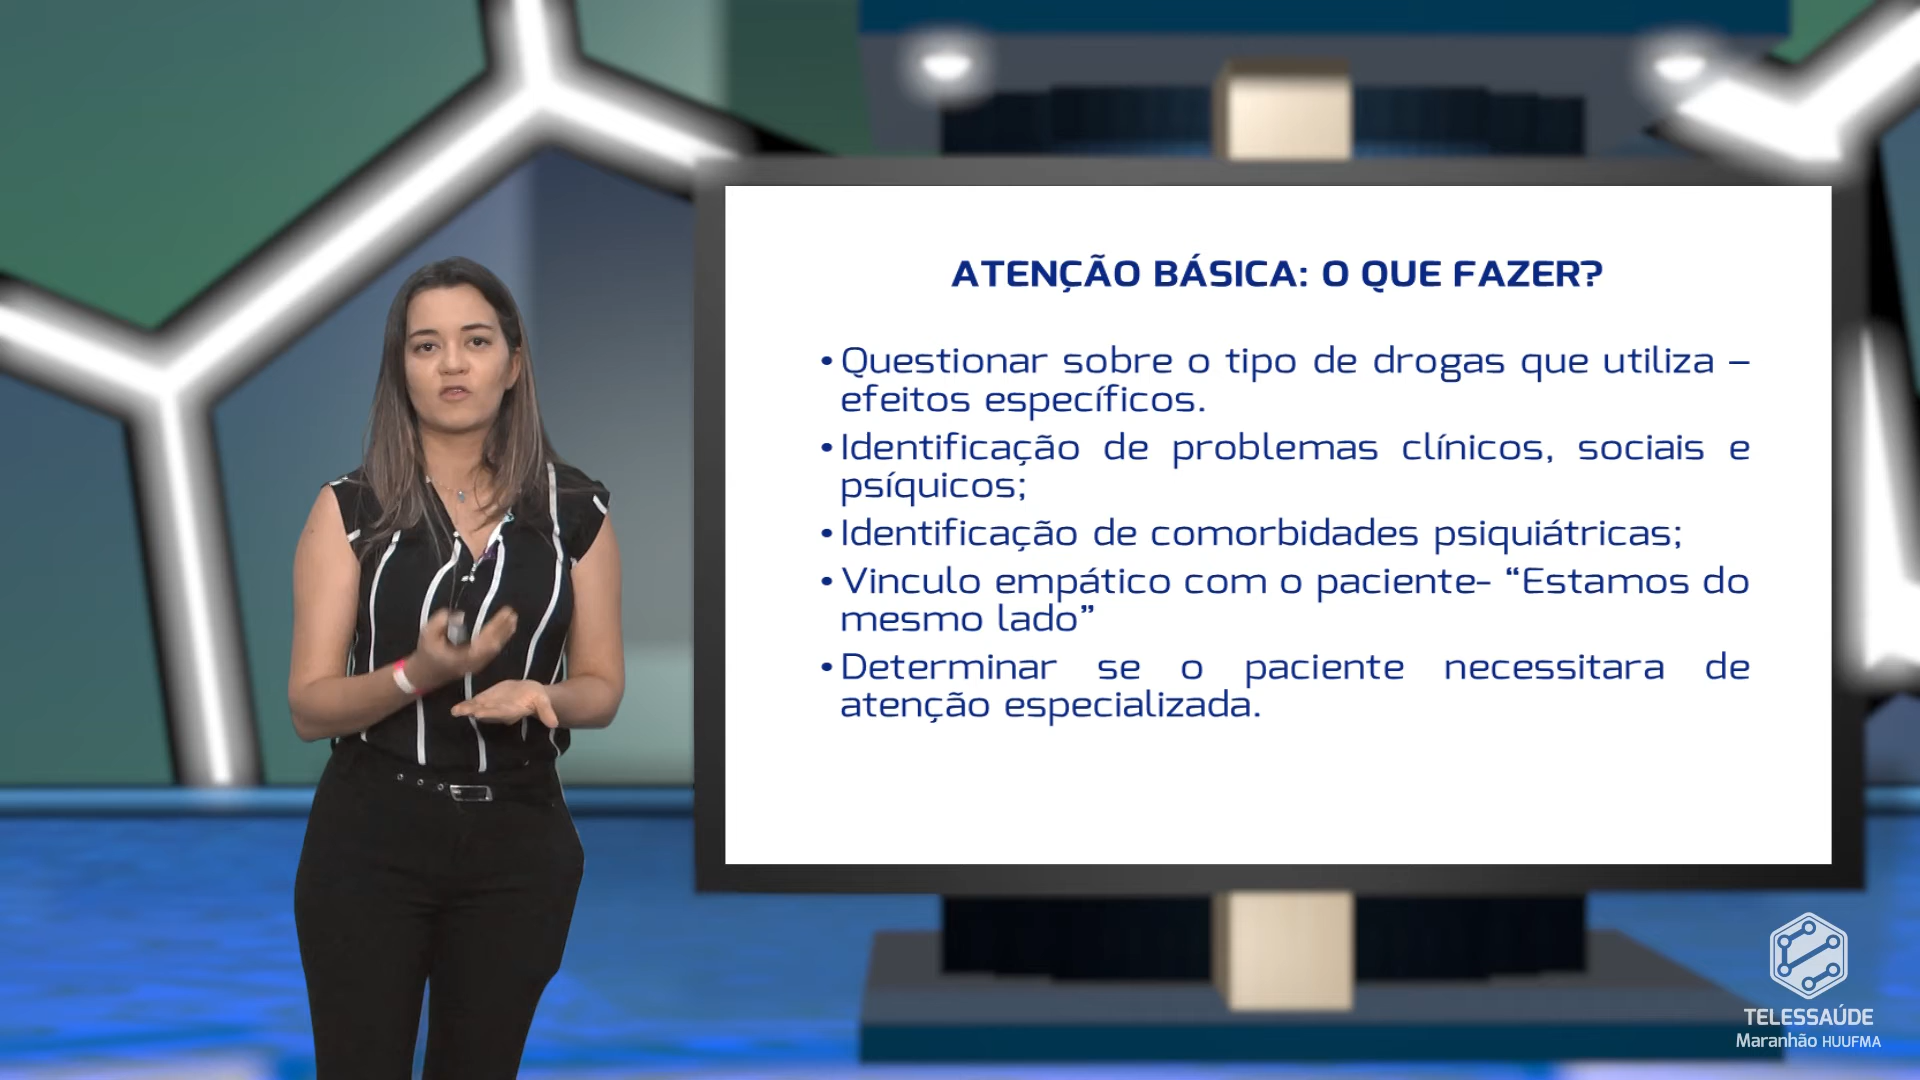 ATENÇÃO BÁSICA: O QUE FAZER?
•Questionar sobre o tipo de drogas que utiliza –
efeitos específicos.
•Identificação de problemas clínicos, sociais e
psíquicos;
•Identificação de comorbidades psiquiátricas;
•Vinculo empático com o paciente- “Estamos do
mesmo lado”
•Determinar se o paciente necessitara de
atenção especializada.
TELESSAÚDE
Maranhão HUUFMA